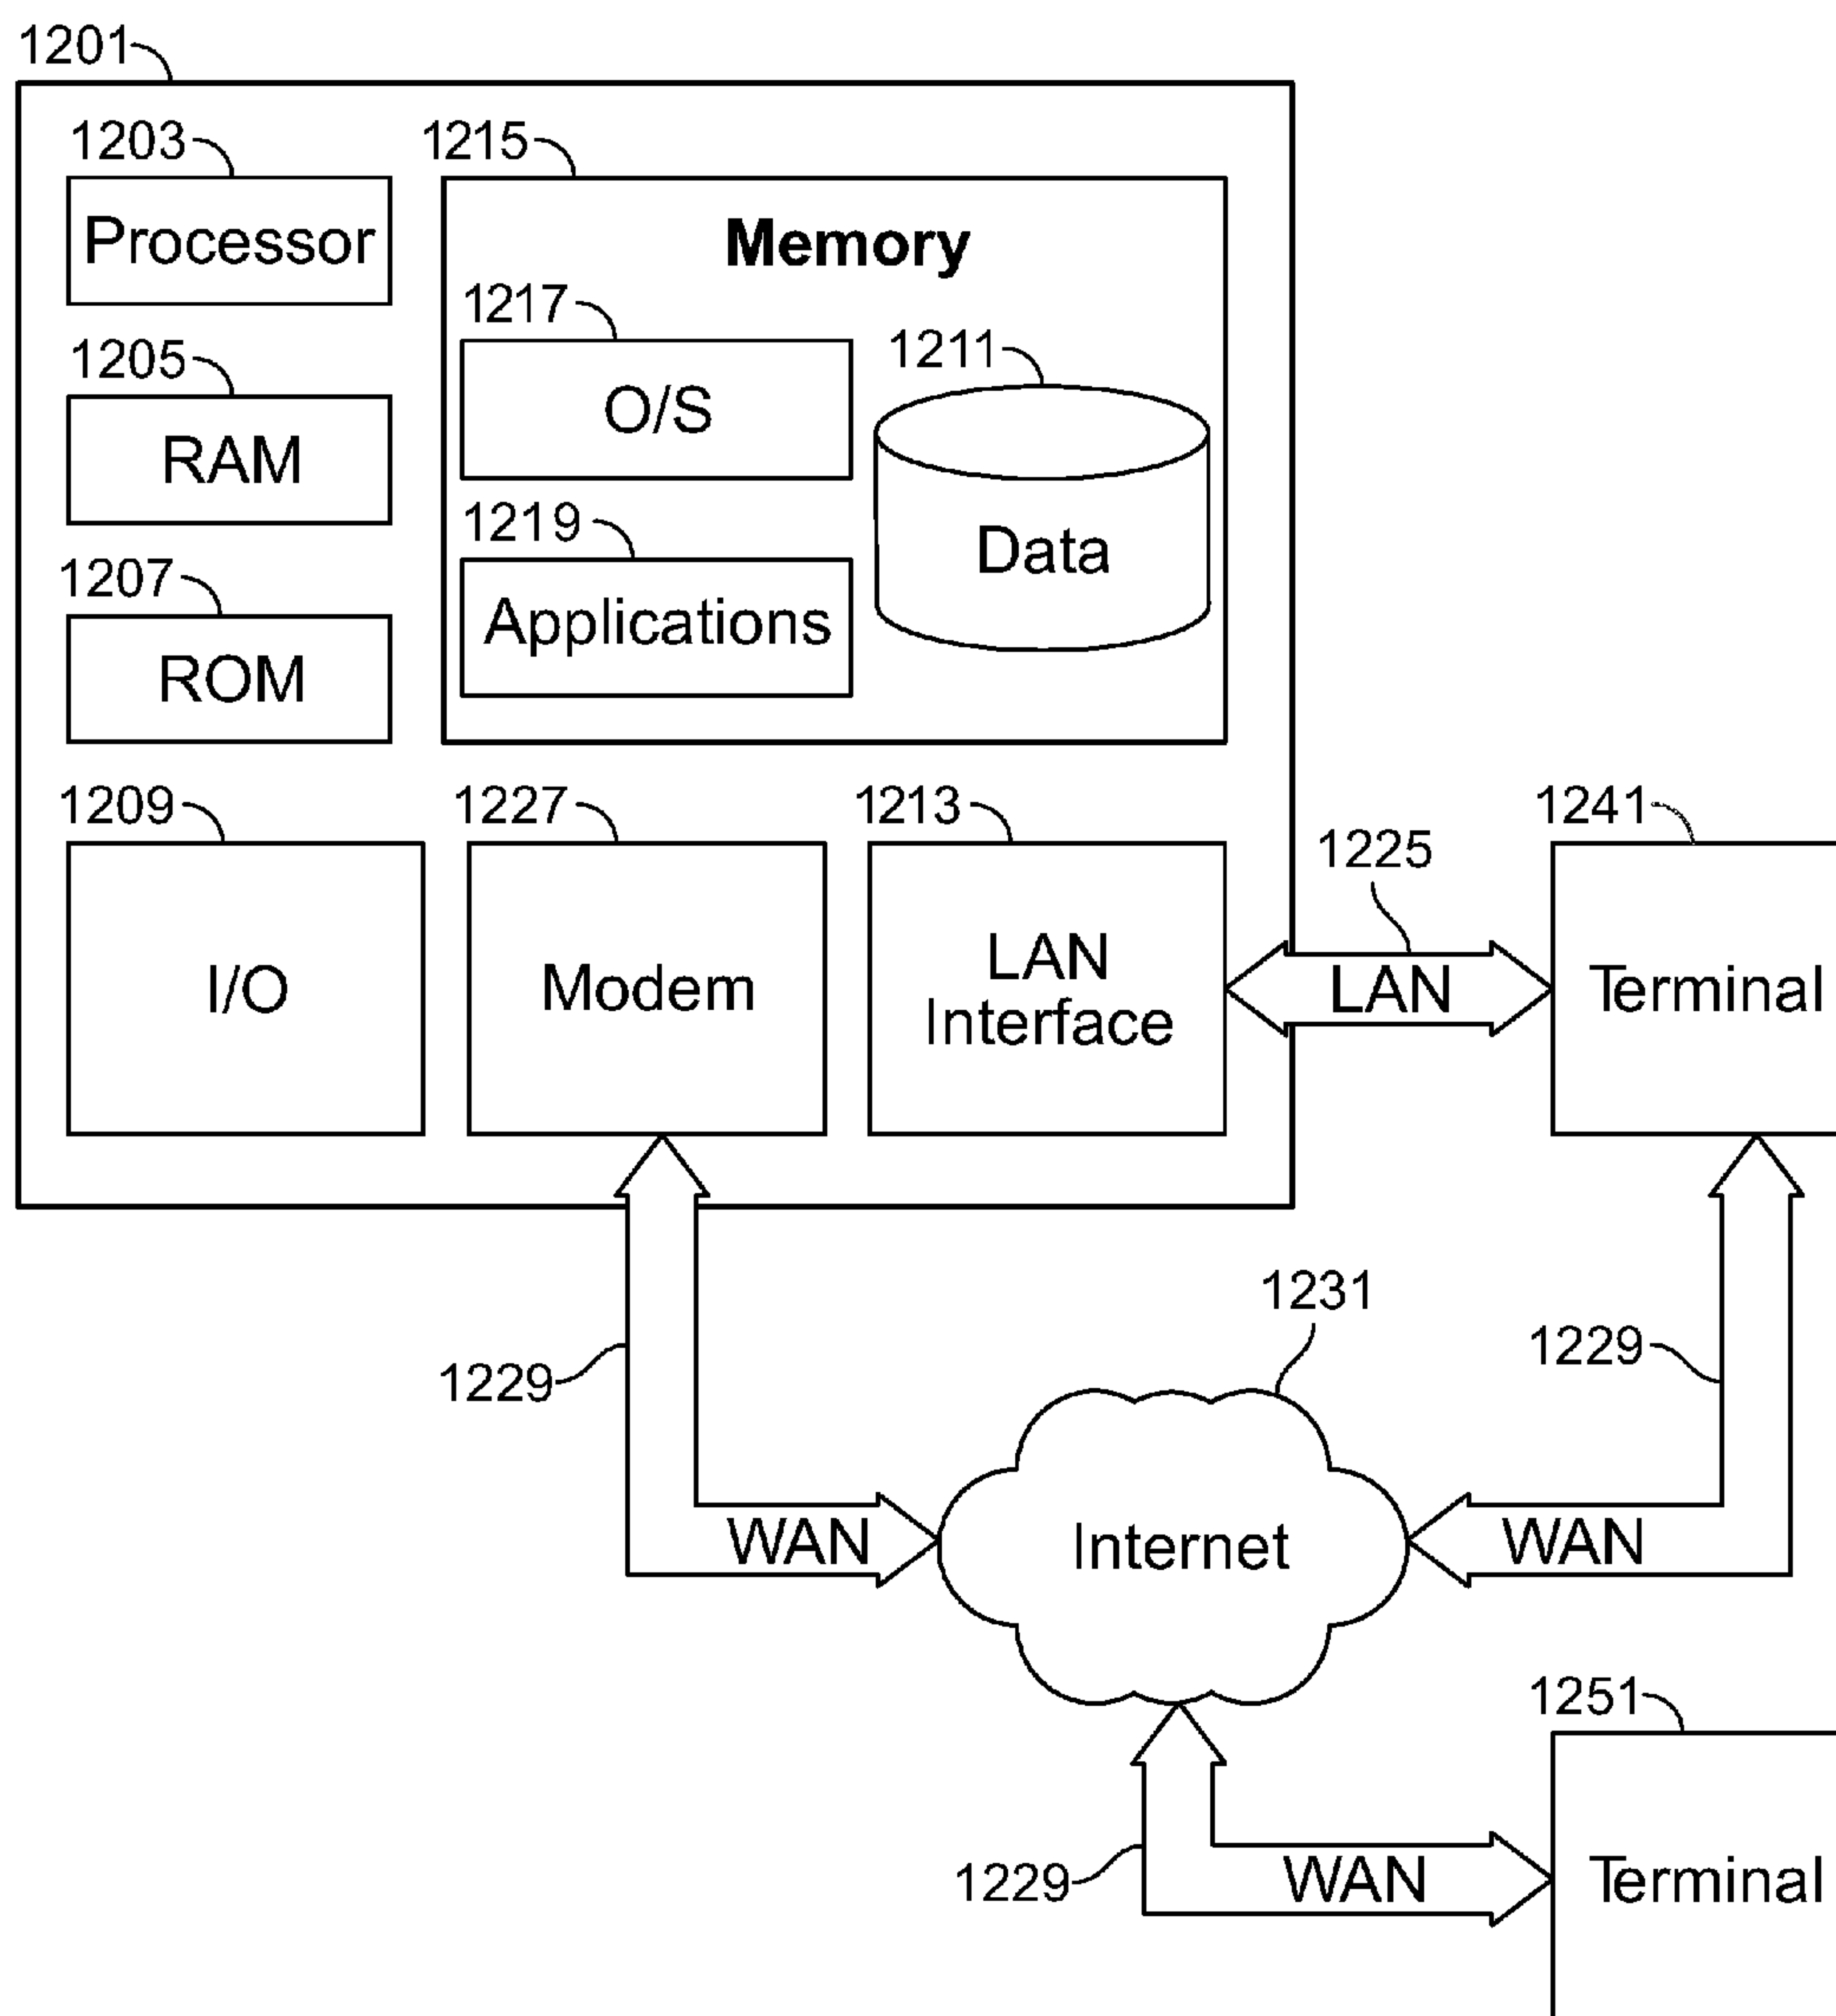 1201
1203
Processor
1205
RAM
1207
ROM
1215
Memory
1217
O/S
1211
Data
1219
Applications
1209
I/O
1227
Modem
1213
LAN
Interface
1225
LAN
1241
Terminal
1229
WAN
1231
Internet
1229
WAN
1229
WAN
1251
Terminal